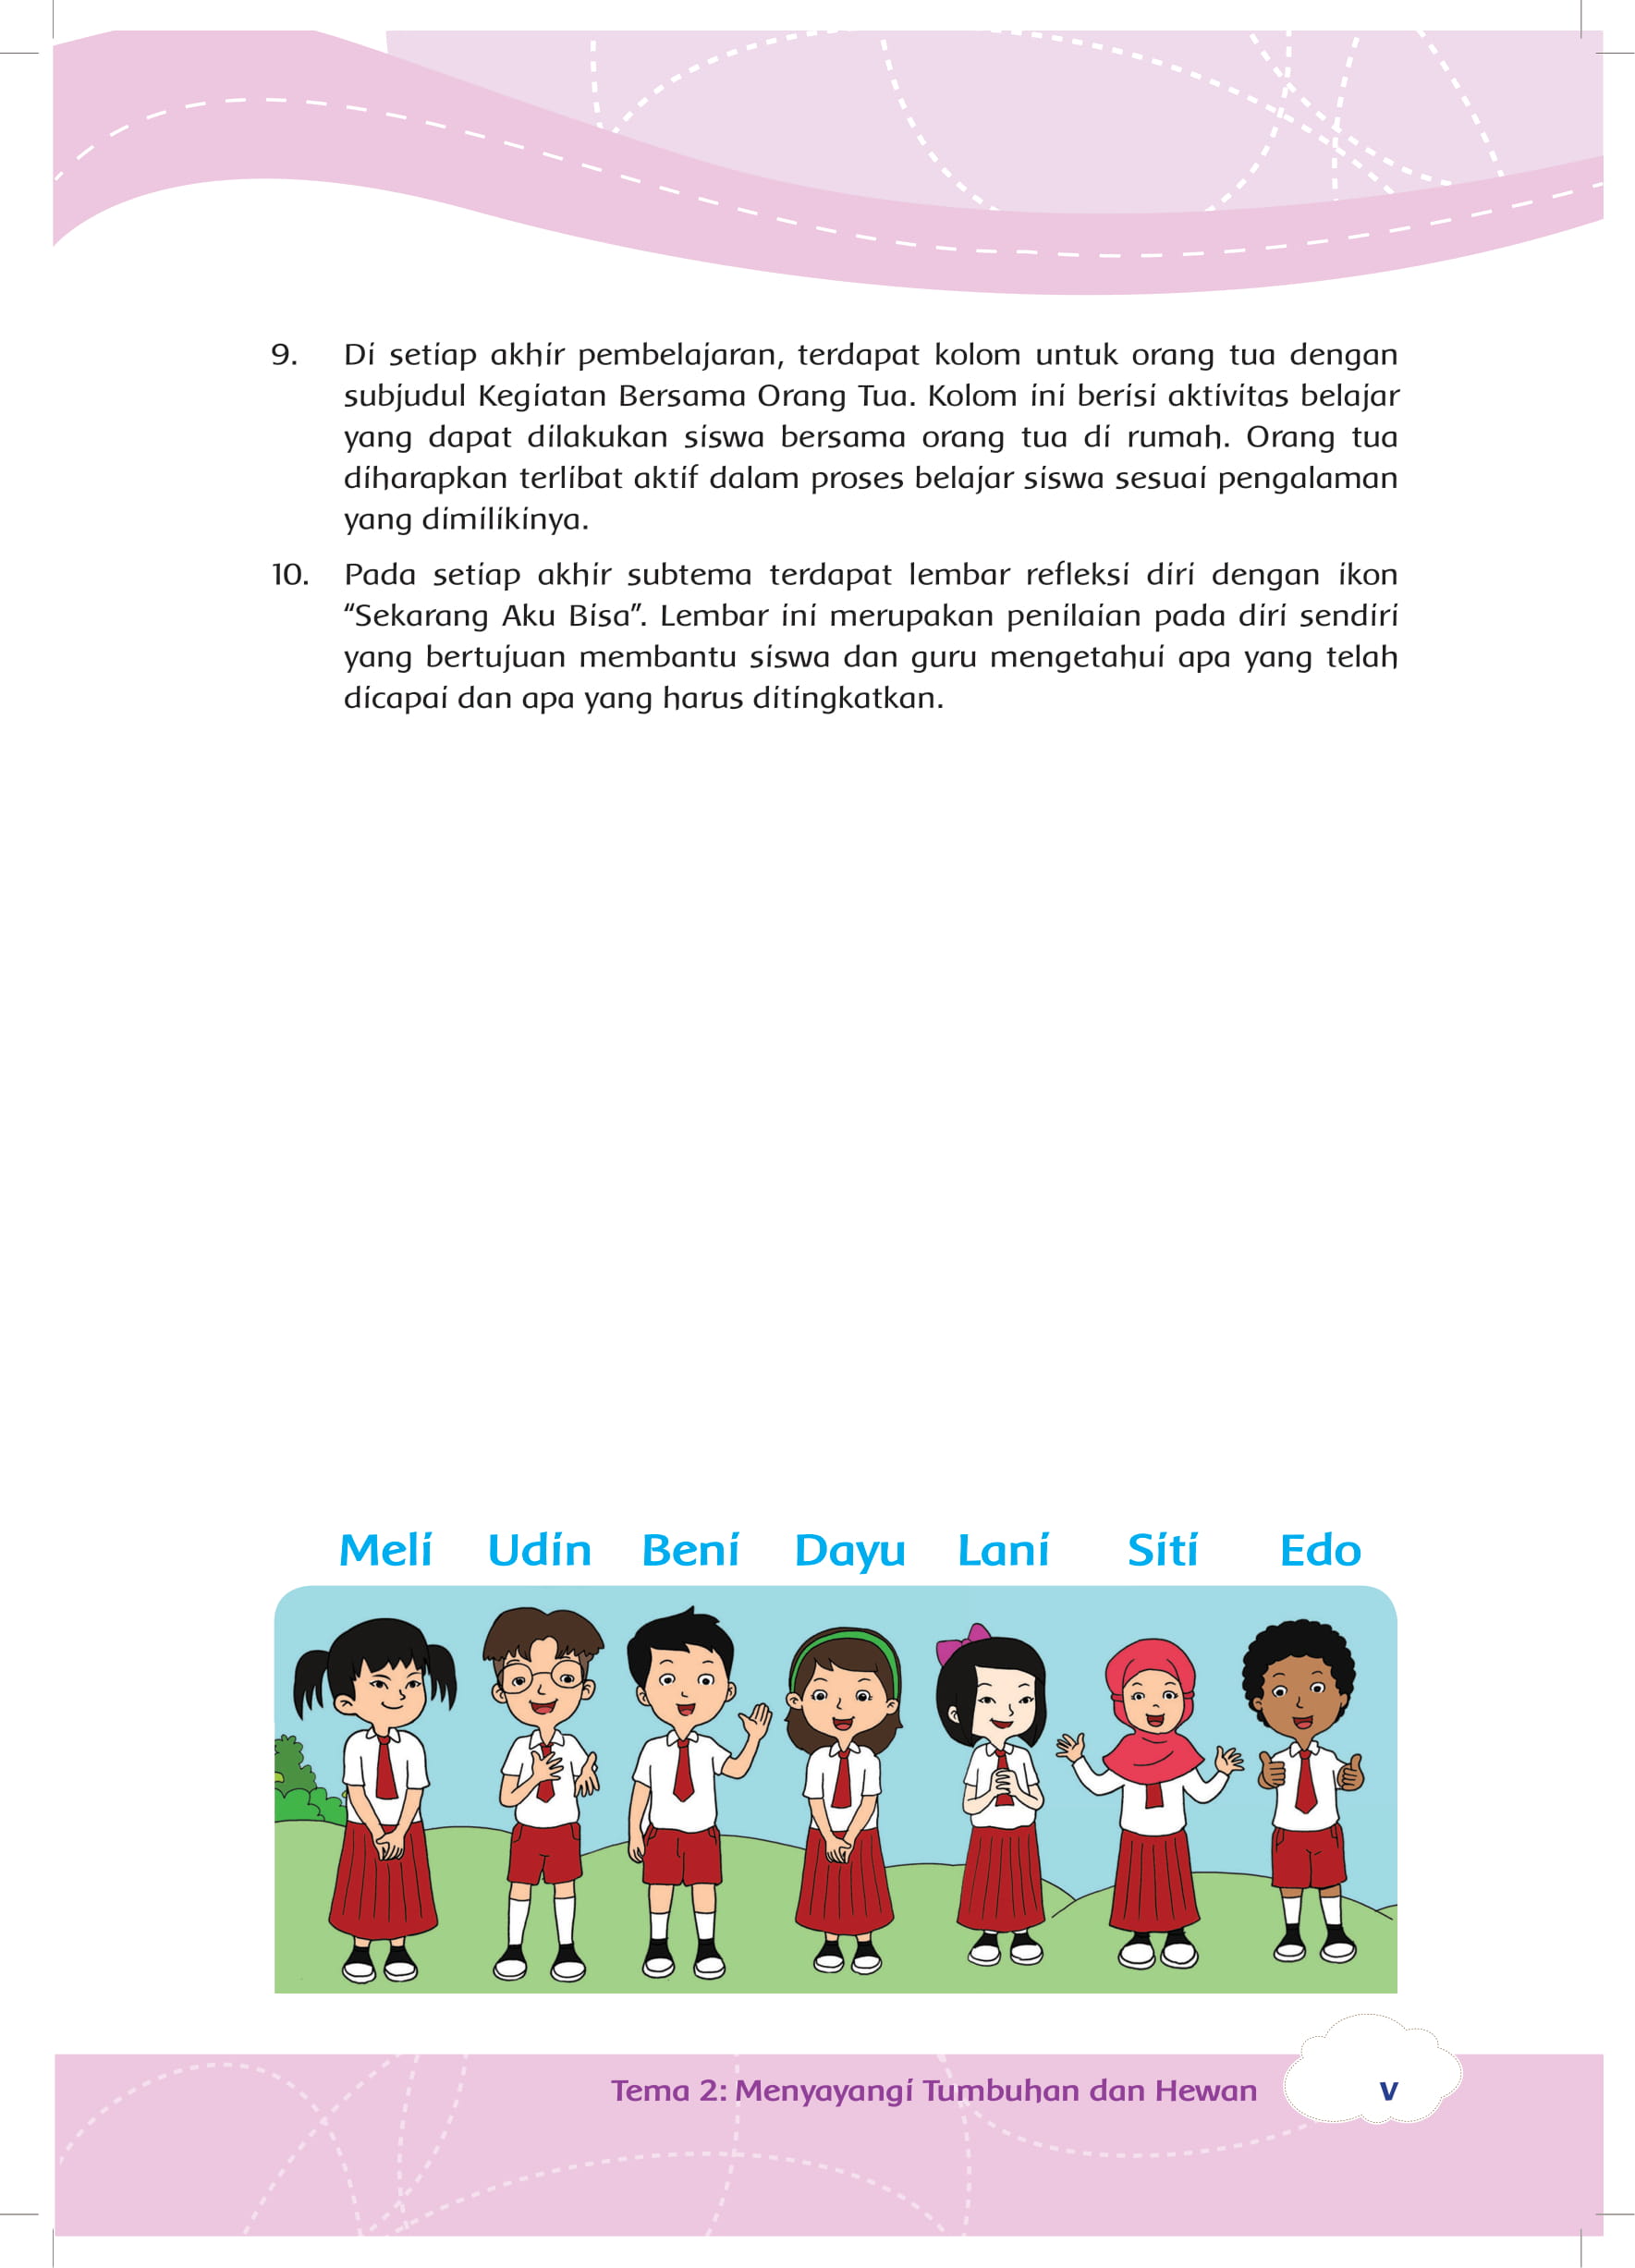 9. Di setiap akhir pembelajaran, terdapat kolom untuk orang tua dengan
subjudul Kegiatan Bersama Orang Tua. Kolom ini berisi aktivitas belajar
yang dapat dilakukan siswa bersama orang tua di rumah. Orang tua
diharapkan terlibat aktif dalam proses belajar siswa sesuai pengalaman
yang dimilikinya.
10. Pada setiap akhir subtema terdapat lembar refleksi diri dengan ikon
“Sekarang Aku Bisa”. Lembar ini merupakan penilaian pada diri sendiri
yang bertujuan membantu siswa dan guru mengetahui apa yang telah
dicapai dan apa yang harus ditingkatkan.
Meli Udin Beni Dayu Lani Siti Edo
Tema 2: Menyayangi Tumbuhan dan Hewan v